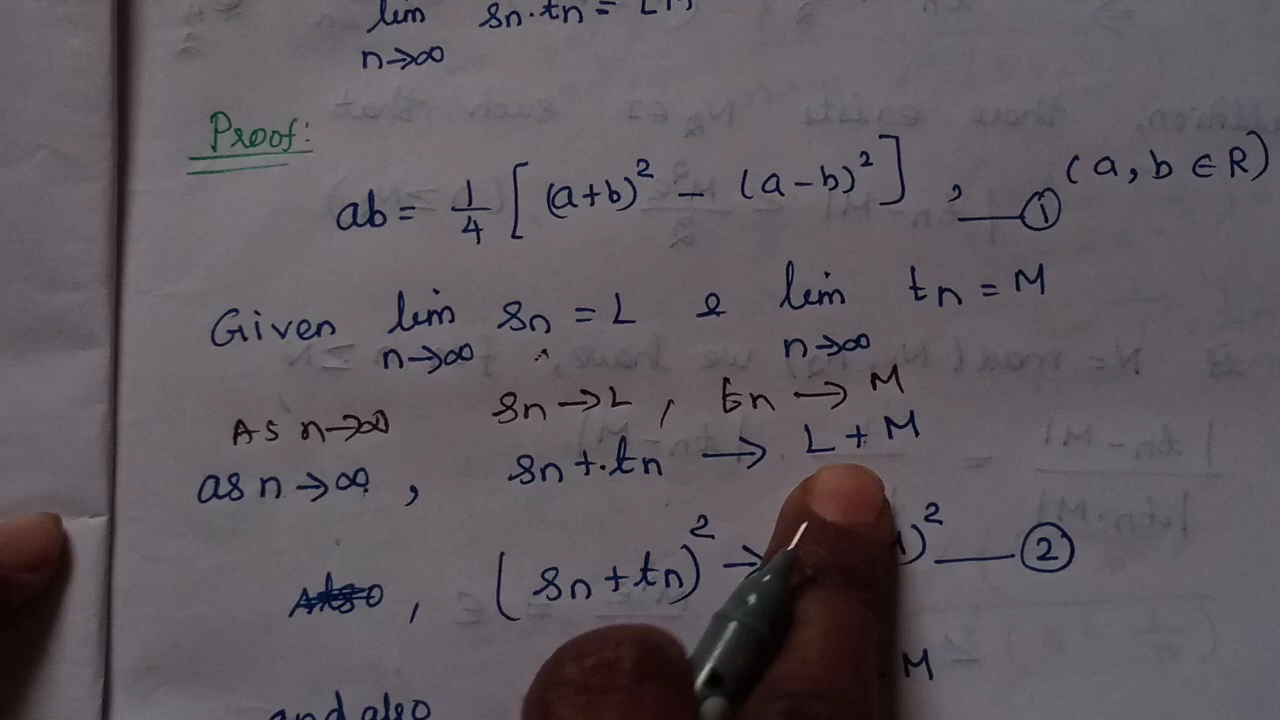 lim sn.tn = LM
n→∞
Proof:
ab = 1/4 [(a+b)² - (a-b)²], —① (a, b ∈ R)
Given lim sn = L & lim tn = M
n→∞ n→∞
As n→∞ sn→L, tn→M
as n→∞, sn+.tn → L+M
, (sn+tn)² → )² —②
M
and also